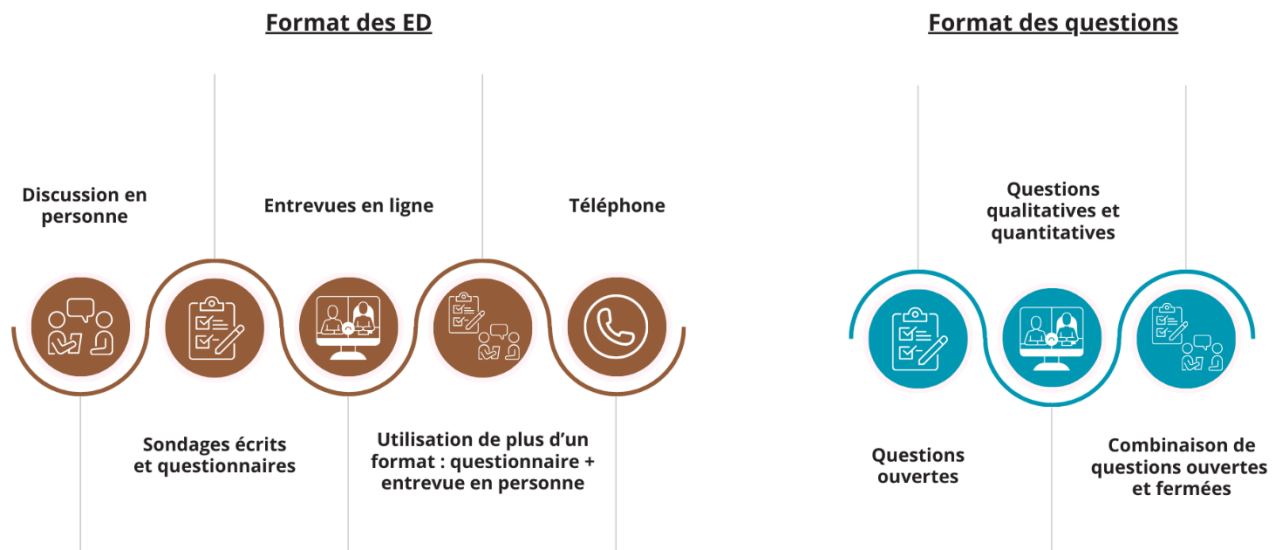 Format des ED
Discussion en
personne
Sondages écrits
et questionnaires
Entrevues en ligne
Utilisation de plus d’un
format : questionnaire +
entrevue en personne
Téléphone
Format des questions
Questions
ouvertes
Questions
qualitatives et
quantitatives
Combinaison de
questions ouvertes
et fermées